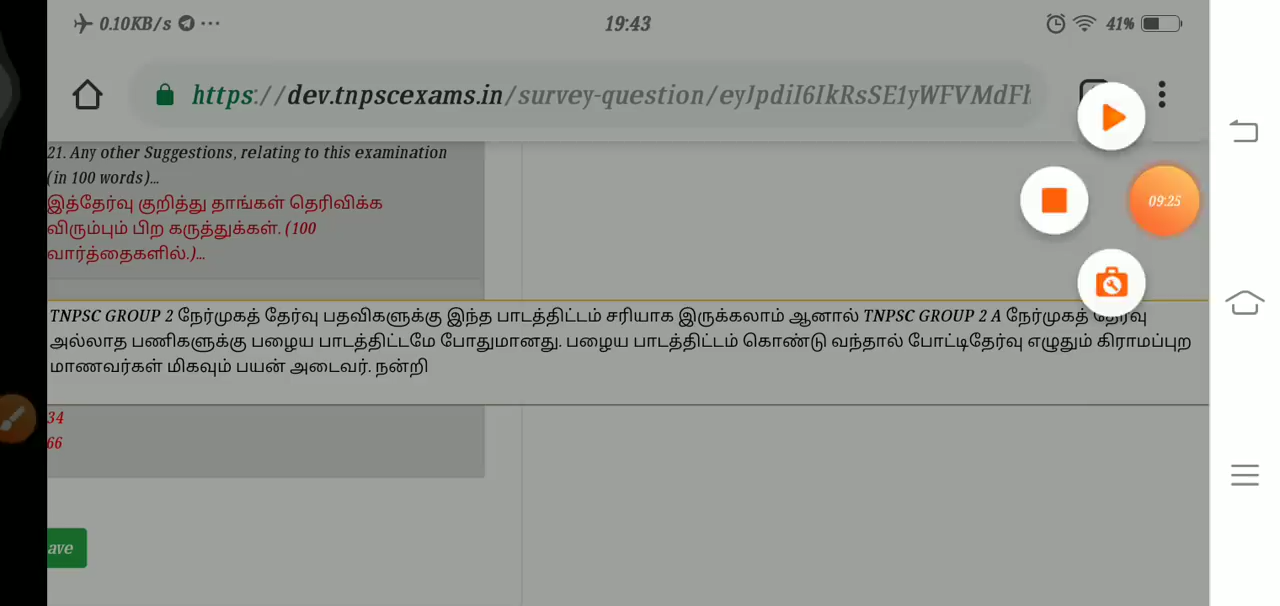 0.10KB/s ...
19:43
41%
https://dev.tnpscexams.in/survey-question/eyJpdiI6IkRsSE1yWFVMdFh
21. Any other Suggestions, relating to this examination
(in 100 words)...
இத்தேர்வு குறித்து தாங்கள் தெரிவிக்க
விரும்பும் பிற கருத்துக்கள். (100
வார்த்தைகளில்.)...
09:25
TNPSC GROUP 2 நேர்முகத் தேர்வு பதவிகளுக்கு இந்த பாடத்திட்டம் சரியாக இருக்கலாம் ஆனால் TNPSC GROUP 2 A நேர்முகத் தேர்வு
அல்லாத பணிகளுக்கு பழைய பாடத்திட்டமே போதுமானது. பழைய பாடத்திட்டம் கொண்டு வந்தால் போட்டிதேர்வு எழுதும் கிராமப்புற
மாணவர்கள் மிகவும் பயன் அடைவர். நன்றி
34
66
ave